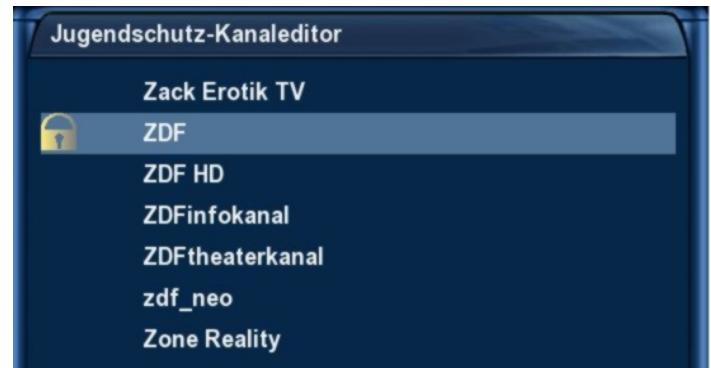 Jugendschutz-Kanaleditor
Zack Erotik TV
ZDF
ZDF HD
ZDFinfokanal
ZDFtheaterkanal
zdf_neo
Zone Reality